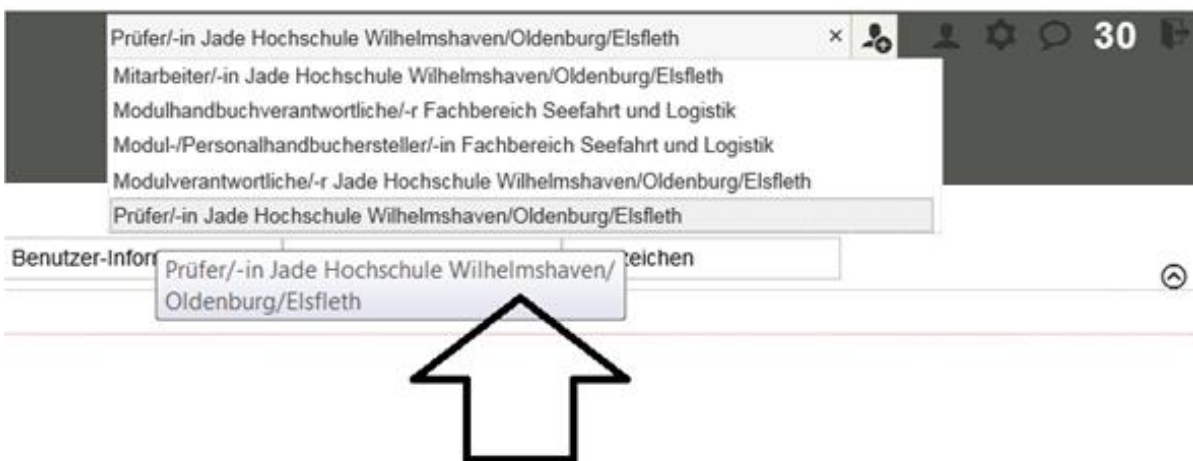 Prüfer/-in Jade Hochschule Wilhelmshaven/Oldenburg/Elsfleth × 30
Mitarbeiter/-in Jade Hochschule Wilhelmshaven/Oldenburg/Elsfleth
Modulhandbuchverantwortliche/-r Fachbereich Seefahrt und Logistik
Modul-/Personalhandbuchersteller/-in Fachbereich Seefahrt und Logistik
Modulverantwortliche/-r Jade Hochschule Wilhelmshaven/Oldenburg/Elsfleth
Prüfer/-in Jade Hochschule Wilhelmshaven/Oldenburg/Elsfleth
Benutzer-Infor zeichen
Prüfer/-in Jade Hochschule Wilhelmshaven/
Oldenburg/Elsfleth